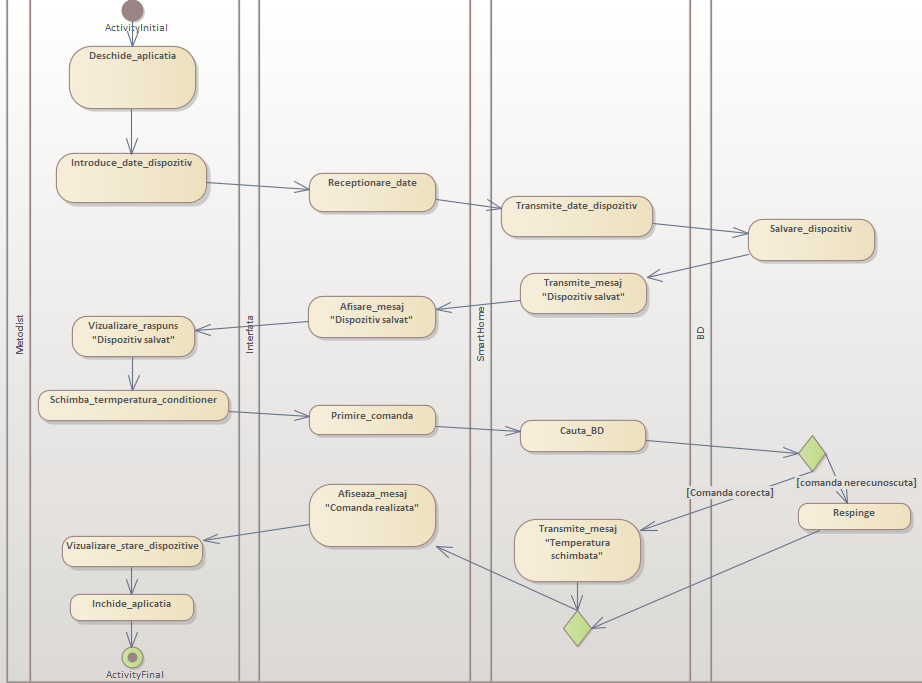 ActivityInitial
Deschide_aplicatia
Introduce_date_dispozitiv
Receptionare_date
Transmite_date_dispozitiv
Salvare_dispozitiv
Transmite_mesaj
"Dispozitiv salvat"
Afisare_mesaj
"Dispozitiv salvat"
Vizualizare_raspuns
"Dispozitiv salvat"
Metodist
Interfata
SmartHome
BD
Schimba_termperatura_conditioner
Primire_comanda
Cauta_BD
[Comanda corecta]
[comanda nerecunoscuta]
Respinge
Transmite_mesaj
"Temperatura
schimbata"
Afiseaza_mesaj
"Comanda realizata"
Vizualizare_stare_dispozitive
Inchide_aplicatia
ActivityFinal